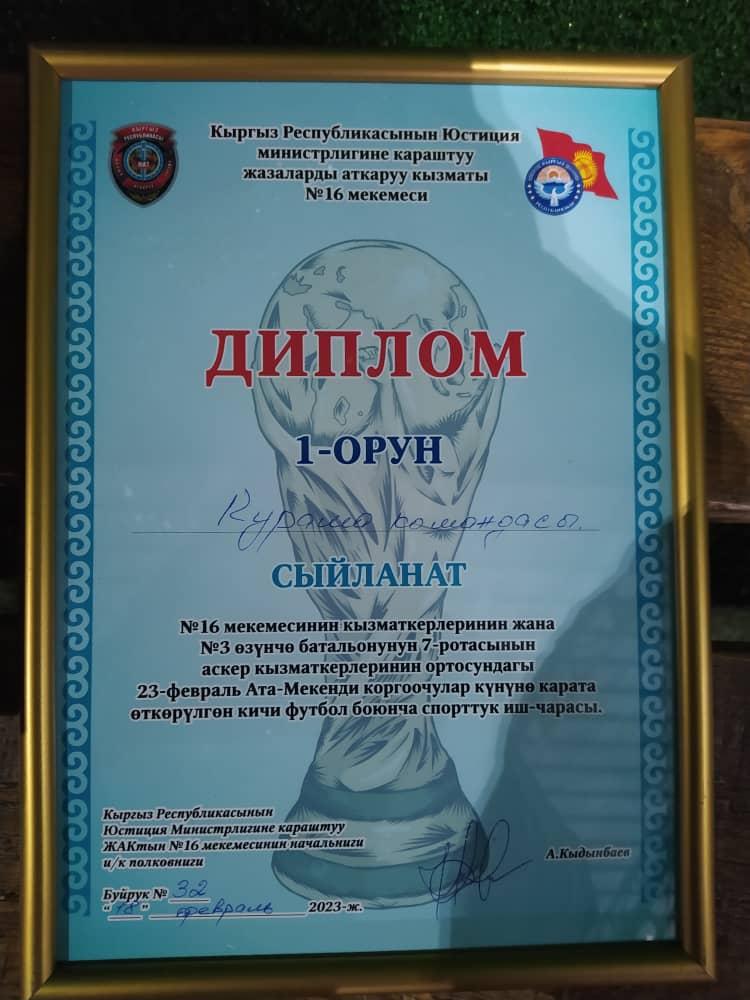 КЫРГЫЗ
РЕСПУБЛИКАСЫ
Кыргыз Республикасынын Юстиция
министрлигине караштуу
жазаларды аткаруу кызматы
№16 мекемеси
ДИПЛОМ
1-ОРУН
Курама командасы.
СЫЙЛАНАТ
№16 мекемесинин кызматкерлеринин жана
№3 өзүнчө батальонунун 7-ротасынын
аскер кызматкерлеринин ортосундагы
23-февраль Ата-Мекенди коргоочулар күнүнө карата
өткөрүлгөн кичи футбол боюнча спорттук иш-чарасы.
Кыргыз Республикасынын
Юстиция Министрлигине караштуу
ЖАКтын №16 мекемесинин начальниги
и/к полковниги
А.Кыдынбаев
Буйрук № 32
"18" февраль 2023-ж.